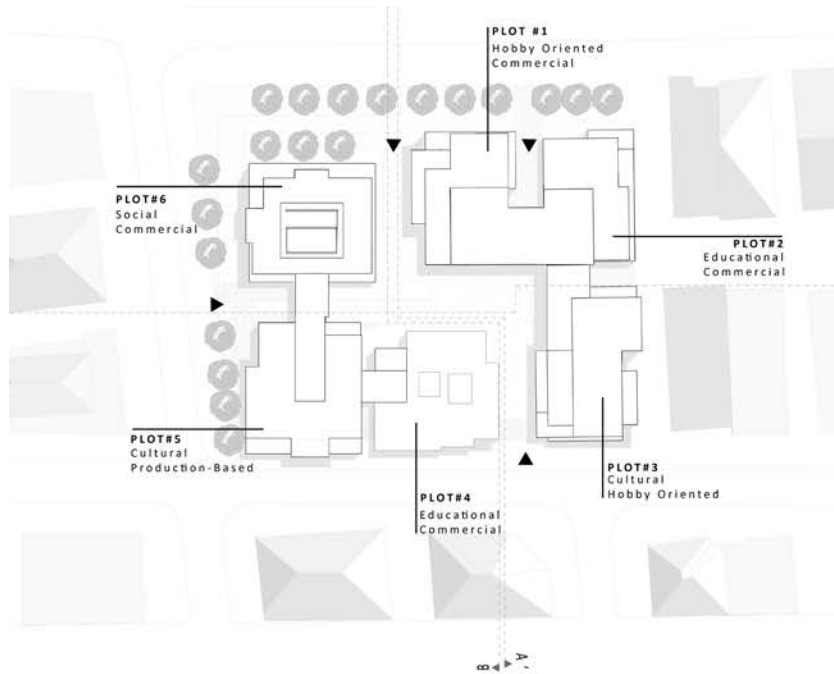 PLOT #1
Hobby Oriented
Commercial
PLOT#6
Social
Commercial
PLOT#2
Educational
Commercial
PLOT#5
Cultural
Production-Based
PLOT#3
Cultural
Hobby Oriented
PLOT#4
Educational
Commercial
A'